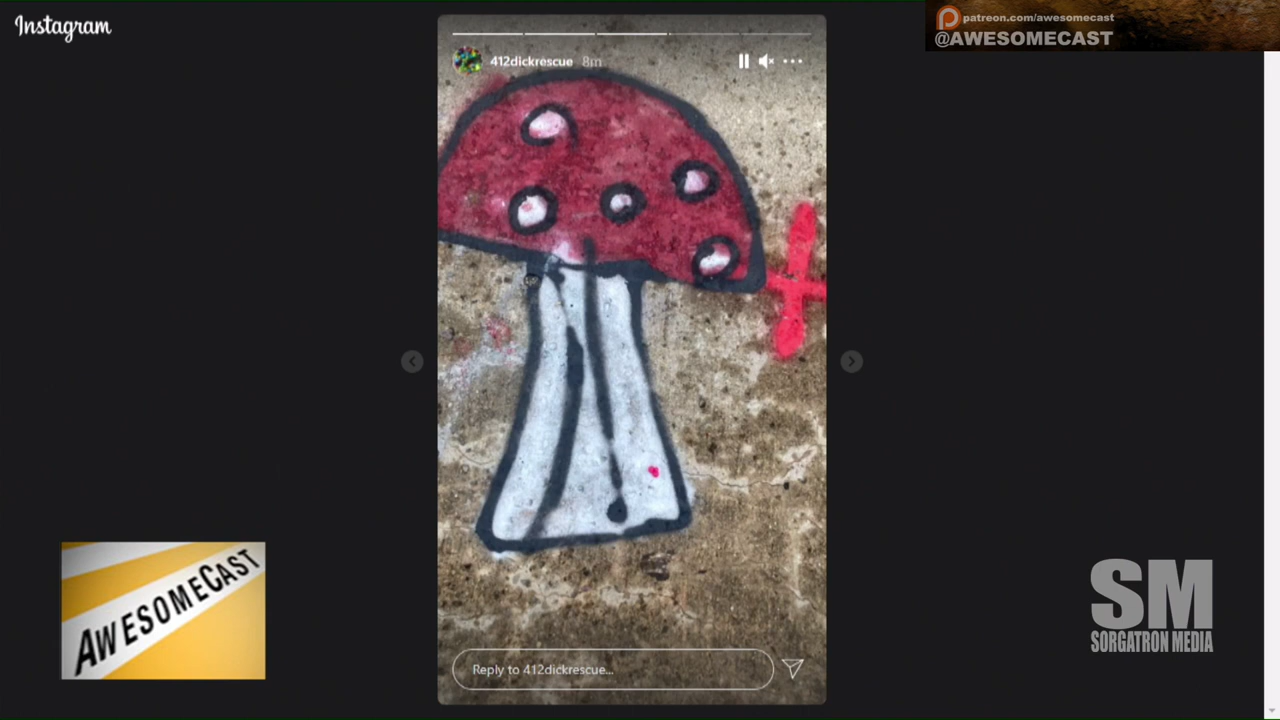 Instagram
patreon.com/awesomecast
@AWESOMECAST
412dickrescue 8m
AWESOMECAST
SM
SORGATRON MEDIA
Reply to 412dickrescue...